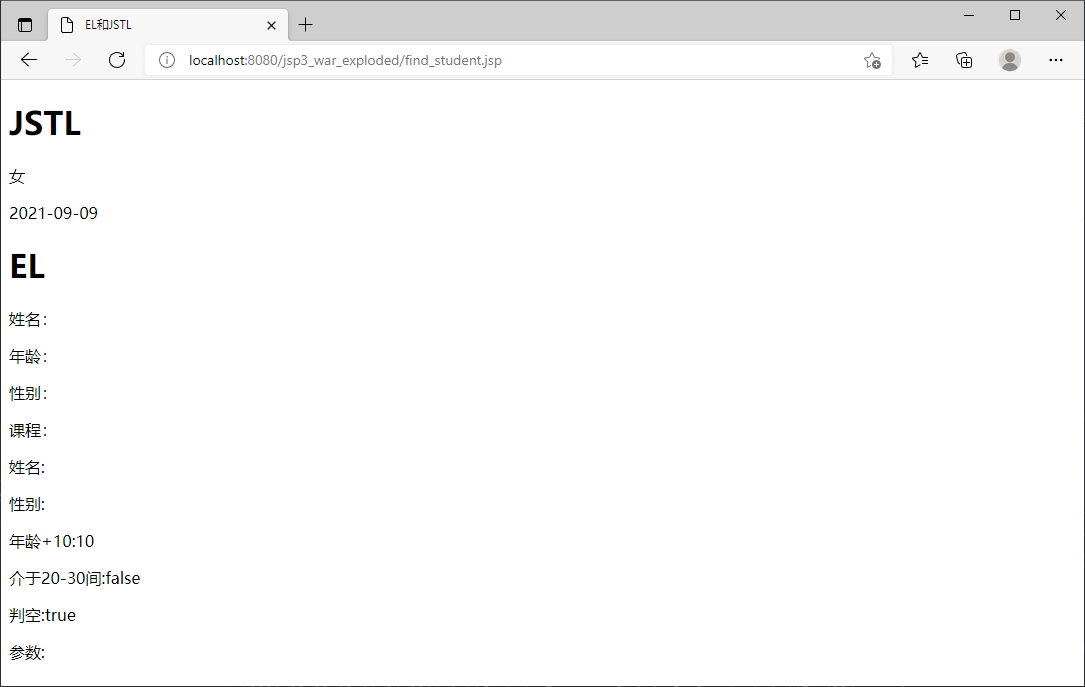 EL和JSTL
localhost:8080/jsp3_war_exploded/find_student.jsp
JSTL
女
2021-09-09
EL
姓名：
年龄：
性别：
课程：
姓名:
性别:
年龄+10:10
介于20-30间:false
判空:true
参数: